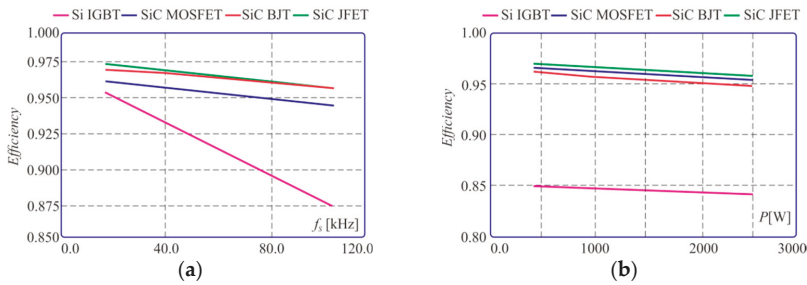 Si IGBT SiC MOSFET SiC BJT SiC JFET
1.000
0.975
0.950
0.925
0.900
0.875
0.850
Efficiency
fs [kHz]
0.0 40.0 80.0 120.0
(a)
Si IGBT SiC MOSFET SiC BJT SiC JFET
1.00
0.95
0.90
0.85
0.80
Efficiency
P[W]
0.0 1000 2000 3000
(b)